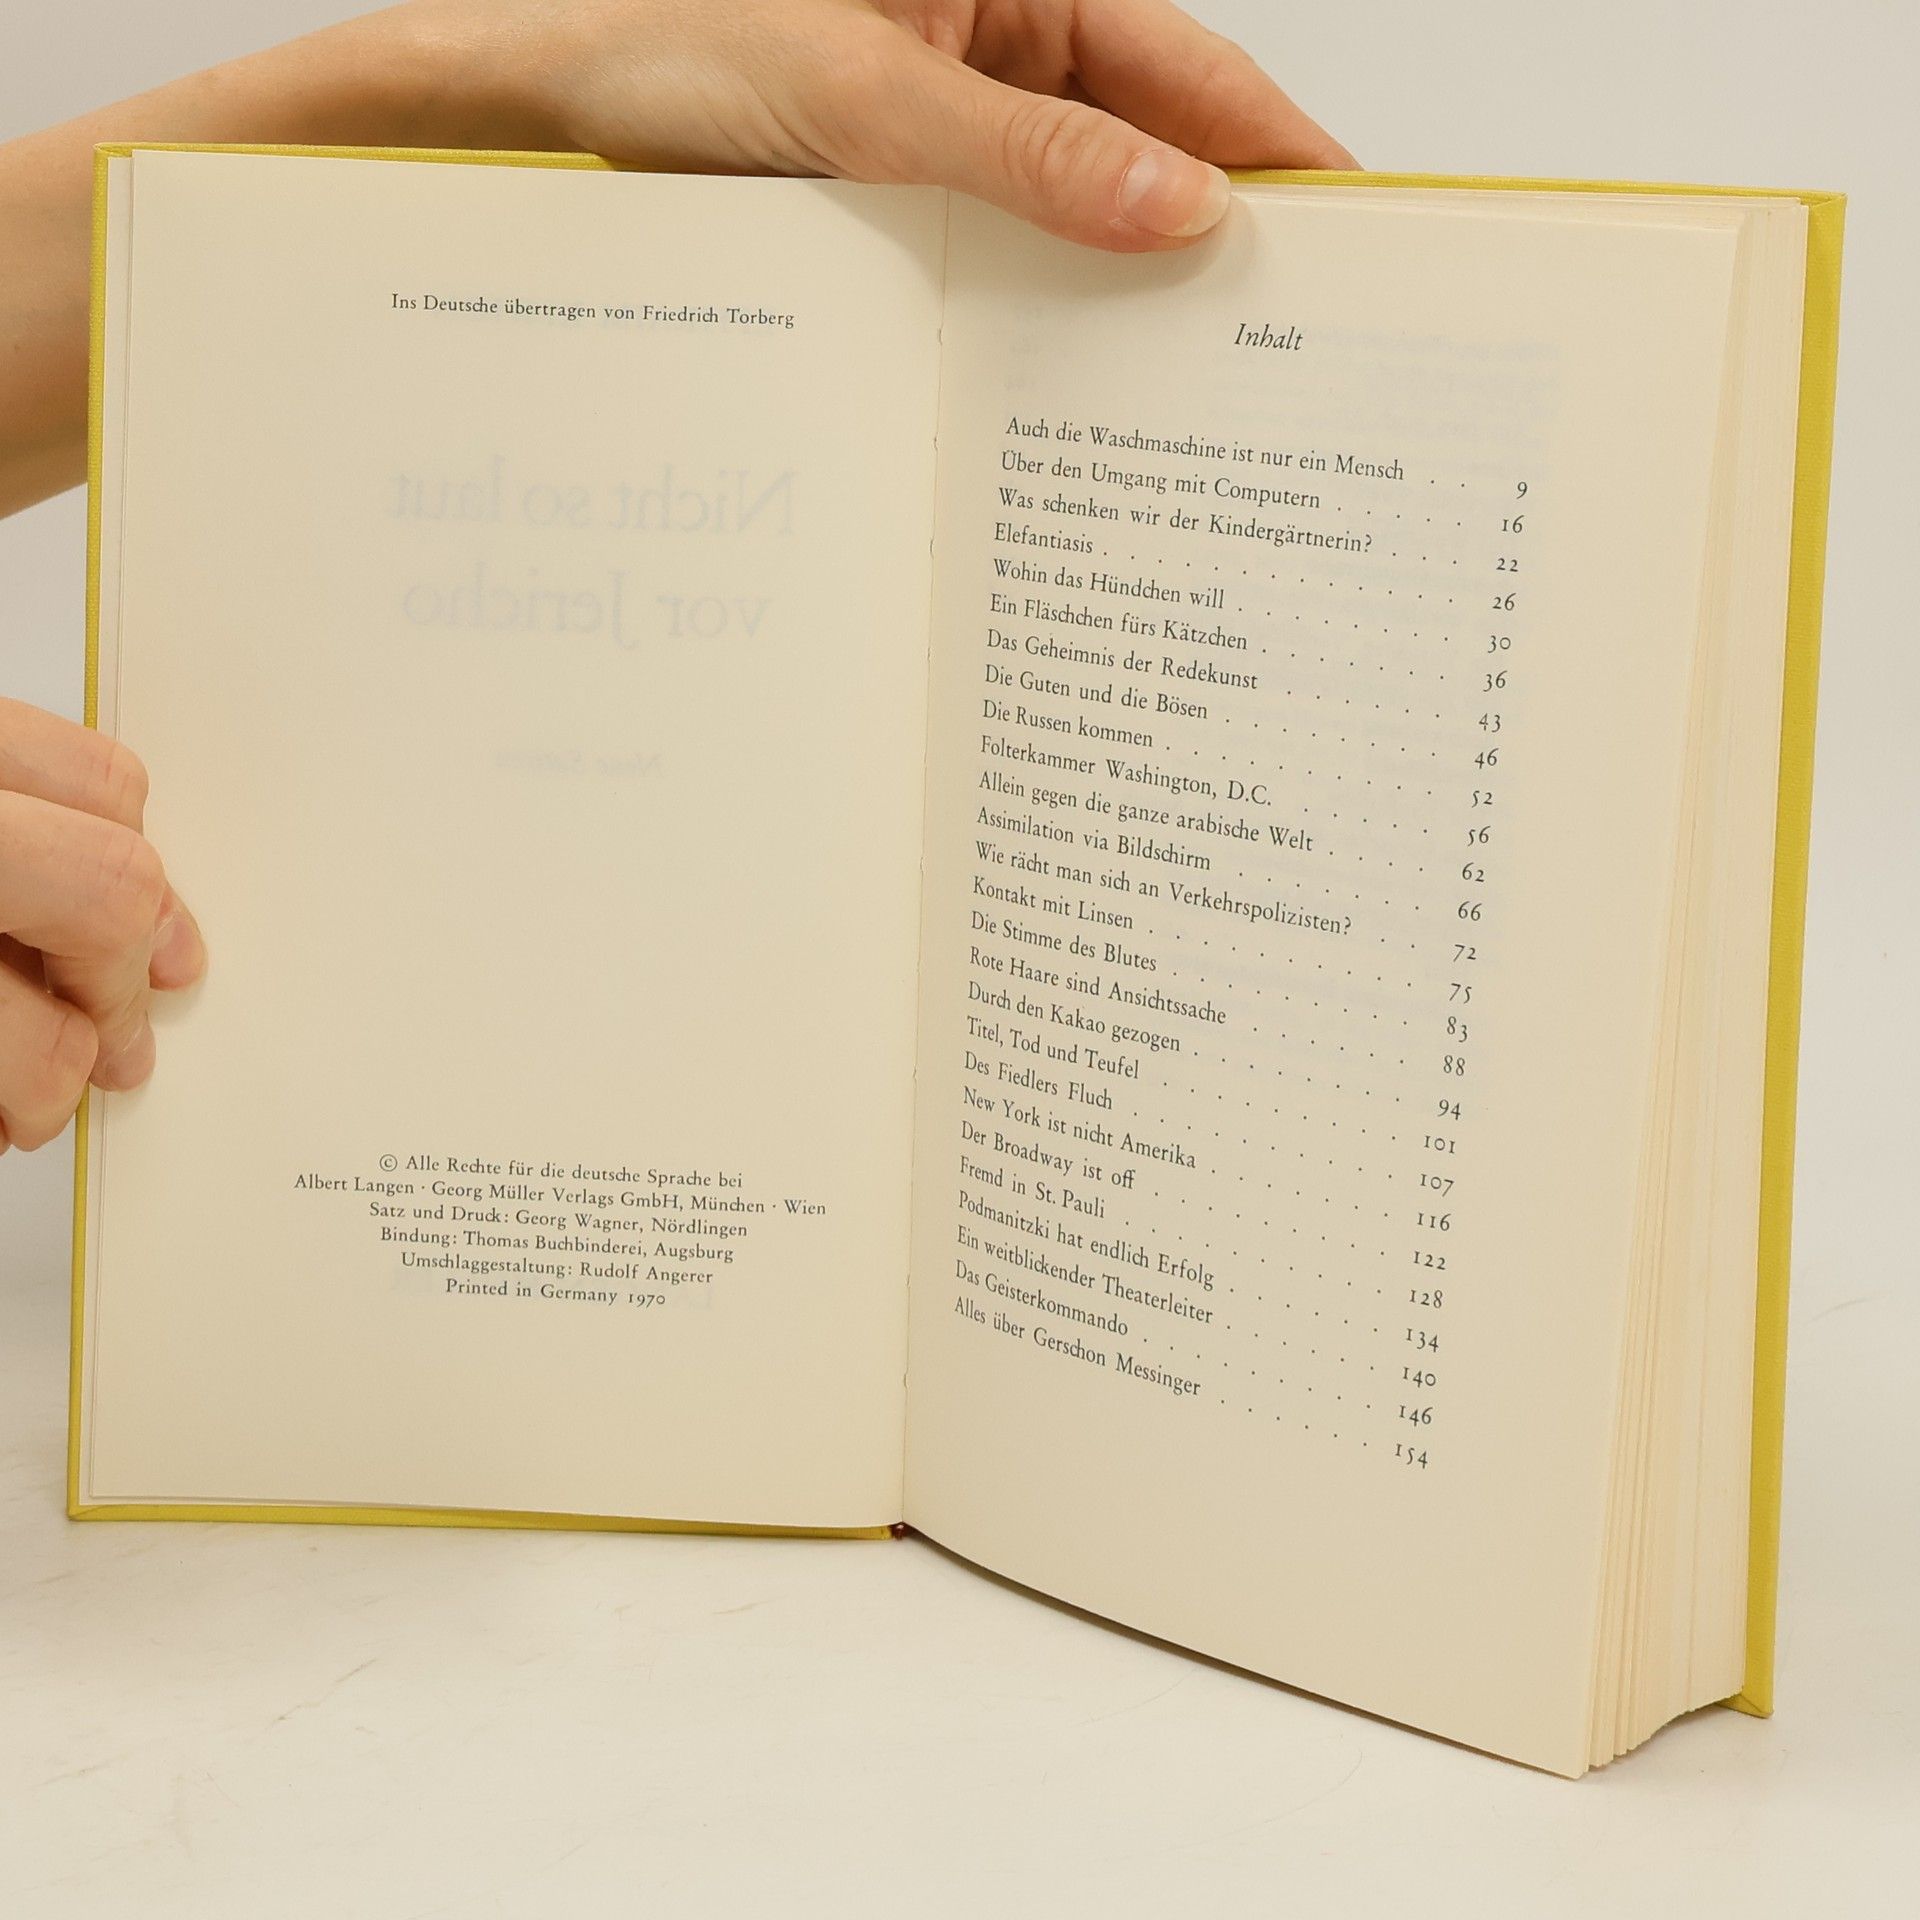 Ins Deutsche übertragen von Friedrich Torberg
Nicht so laut
vor Jericho
© Alle Rechte für die deutsche Sprache bei
Albert Langen · Georg Müller Verlags GmbH, München · Wien
Satz und Druck: Georg Wagner, Nördlingen
Bindung: Thomas Buchbinderei, Augsburg
Umschlaggestaltung: Rudolf Angerer
Printed in Germany 1970
Inhalt
Auch die Waschmaschine ist nur ein Mensch . . 9
Über den Umgang mit Computern . . . . . 16
Was schenken wir der Kindergärtnerin? . . . 22
Elefantiasis . . . . . . . . . . . . . 26
Wohin das Hündchen will . . . . . . . . 30
Ein Fläschchen fürs Kätzchen . . . . . . . 36
Das Geheimnis der Redekunst . . . . . . 43
Die Guten und die Bösen . . . . . . . . 46
Die Russen kommen . . . . . . . . . . 52
Folterkammer Washington, D.C. . . . . . 56
Allein gegen die ganze arabische Welt . . . . 62
Assimilation via Bildschirm . . . . . . . 66
Wie rächt man sich an Verkehrspolizisten? . . 72
Kontakt mit Linsen . . . . . . . . . . 75
Die Stimme des Blutes . . . . . . . . . 83
Rote Haare sind Ansichtssache . . . . . . 88
Durch den Kakao gezogen . . . . . . . . 94
Titel, Tod und Teufel . . . . . . . . . 101
Des Fiedlers Fluch . . . . . . . . . . 107
New York ist nicht Amerika . . . . . . . 116
Der Broadway ist off . . . . . . . . . 122
Fremd in St. Pauli . . . . . . . . . . 128
Podmanitzki hat endlich Erfolg . . . . . . 134
Ein weitblickender Theaterleiter . . . . . . 140
Das Geisterkommando . . . . . . . . . 146
Alles über Gerschon Messinger . . . . . . 154